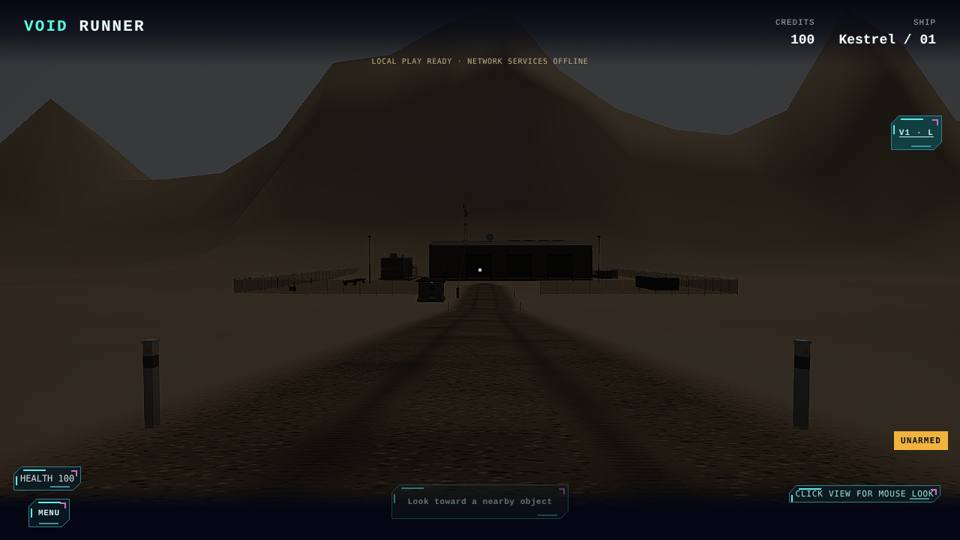 VOID RUNNER
CREDITS
100
SHIP
Kestrel / 01
LOCAL PLAY READY · NETWORK SERVICES OFFLINE
V1 · L
UNARMED
HEALTH 100
MENU
Look toward a nearby object
CLICK VIEW FOR MOUSE LOOK